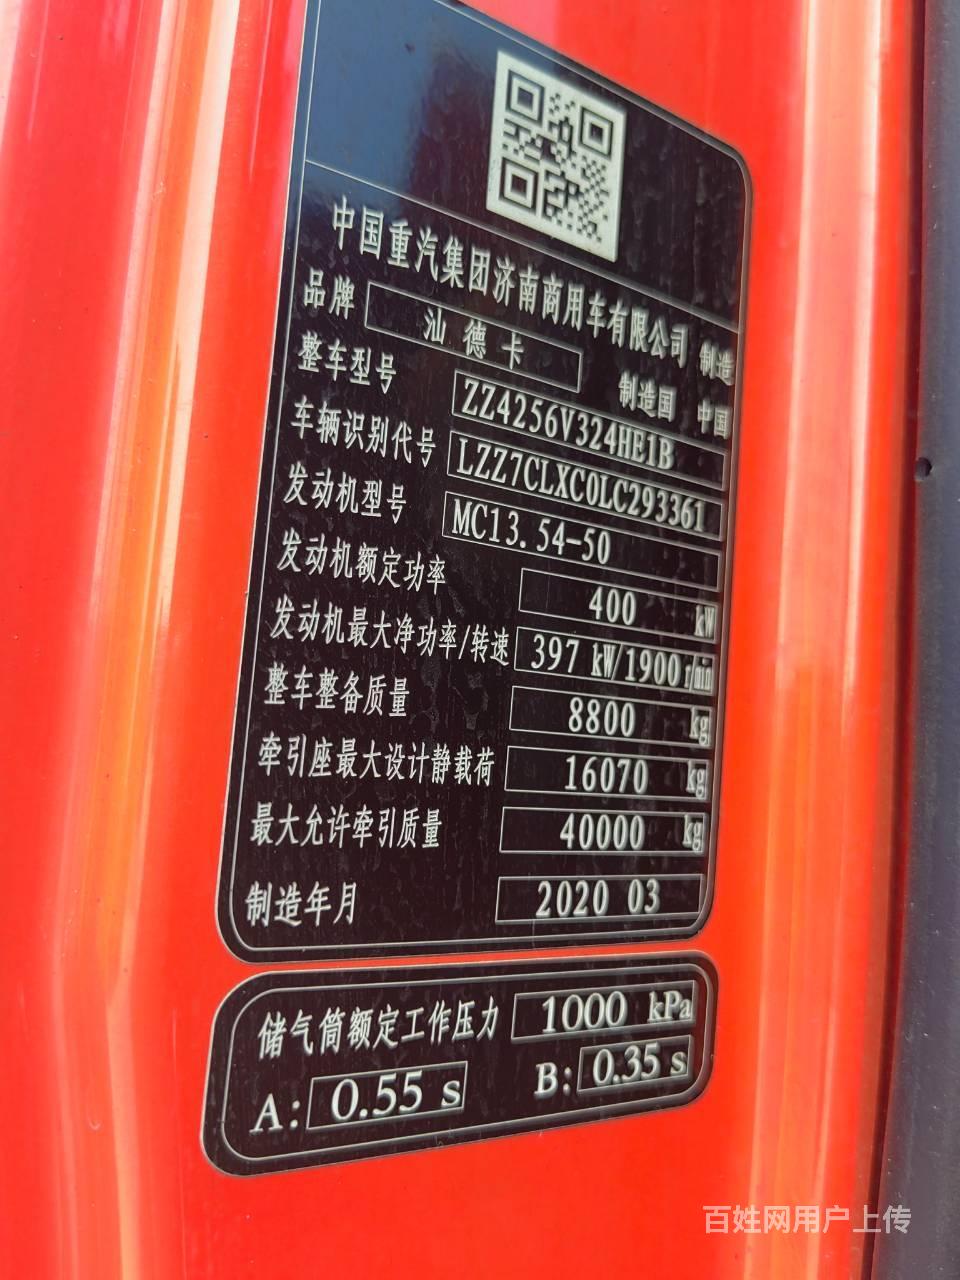 中国重汽集团济南商用车有限公司 制造
品牌 汕德卡 制造国 中国
整车型号 ZZ4256V324HE1B
车辆识别代号 LZZ7CLXC0LC293361
发动机型号 MC13.54-50
发动机额定功率 400 kW
发动机最大净功率/转速 397 kW/1900 r/min
整车整备质量 8800 kg
牵引座最大设计静载荷 16070 kg
最大允许牵引质量 40000 kg
制造年月 2020 03
储气筒额定工作压力 1000 kPa
A: 0.55 s B: 0.35 s
百姓网用户上传